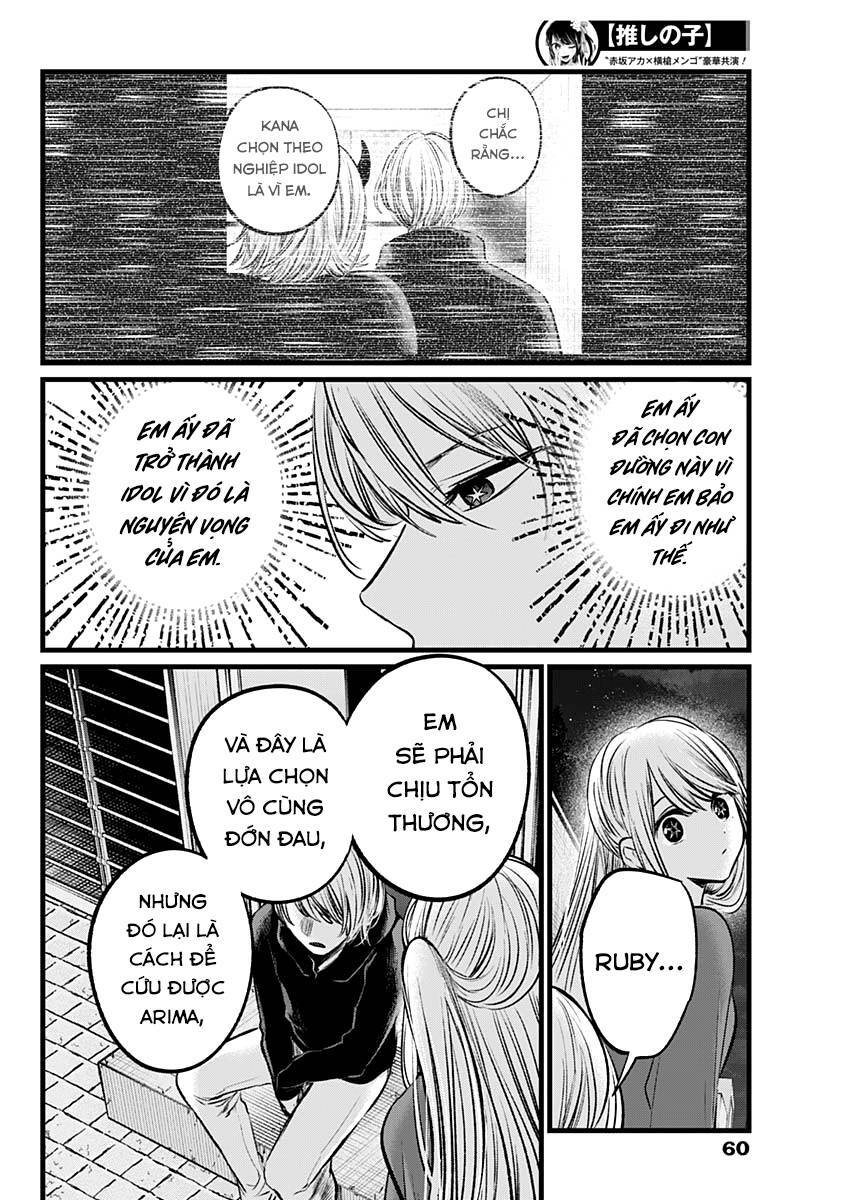 【推しの子】
"赤坂アカ×横槍メンゴ"豪華共演！
CHỊ
CHẮC
RẰNG...
KANA
CHỌN THEO
NGHIỆP IDOL
LÀ VÌ EM.
EM ẤY
ĐÃ CHỌN CON
ĐƯỜNG NÀY VÌ
CHÍNH EM BẢO
EM ẤY ĐI NHƯ
THẾ.
EM ẤY ĐÃ
TRỞ THÀNH
IDOL VÌ ĐÓ LÀ
NGUYỆN VỌNG
CỦA EM.
RUBY...
EM
SẼ PHẢI
CHỊU TỔN
THƯƠNG,
VÀ ĐÂY LÀ
LỰA CHỌN
VÔ CÙNG
ĐỚN ĐAU,
NHƯNG
ĐÓ LẠI LÀ
CÁCH ĐỂ
CỨU ĐƯỢC
ARIMA,
60